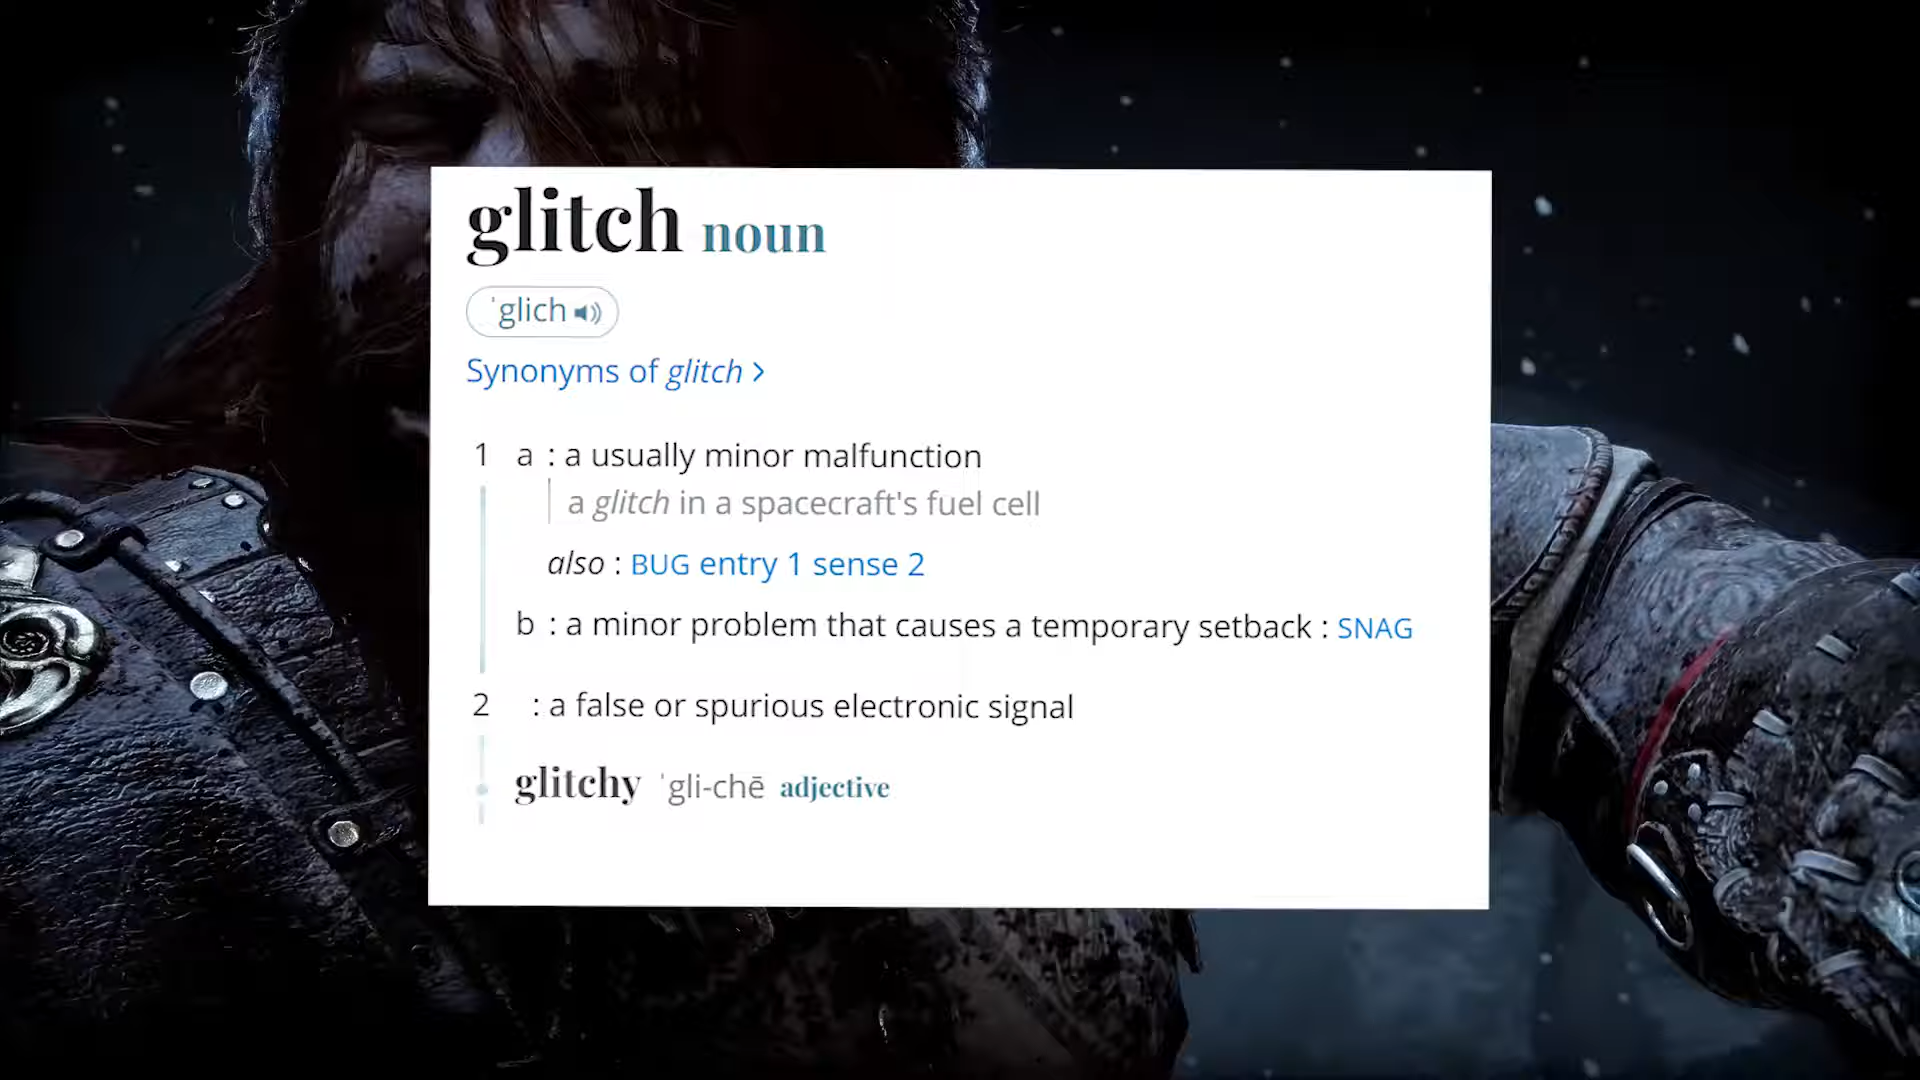 glitch noun
ˈglich
Synonyms of glitch >
1 a : a usually minor malfunction
a glitch in a spacecraft's fuel cell
also : BUG entry 1 sense 2
b : a minor problem that causes a temporary setback : SNAG
2 : a false or spurious electronic signal
glitchy ˈgli-chē adjective